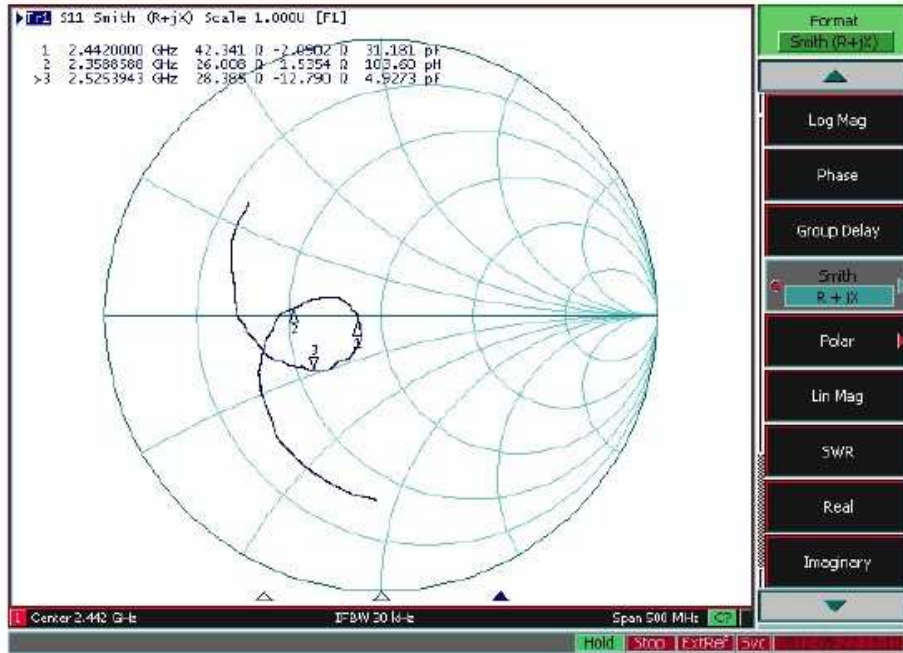 Tr1 S11 Smith (R+jX) Scale 1.000U [F1]
1 2.4420000 GHz 42.341 Ω -2.0902 Ω 31.181 pF
2 2.3588588 GHz 26.008 Ω 1.5354 Ω 103.60 pH
>3 2.5253943 GHz 28.385 Ω -12.790 Ω 4.9273 pF
Format
Smith (R+jX)
Log Mag
Phase
Group Delay
Smith
R + jX
Polar
Lin Mag
SWR
Real
Imaginary
2
3
1 Center 2.442 GHz IFBW 30 kHz Span 500 MHz C?
Hold Stop ExtRef Svc